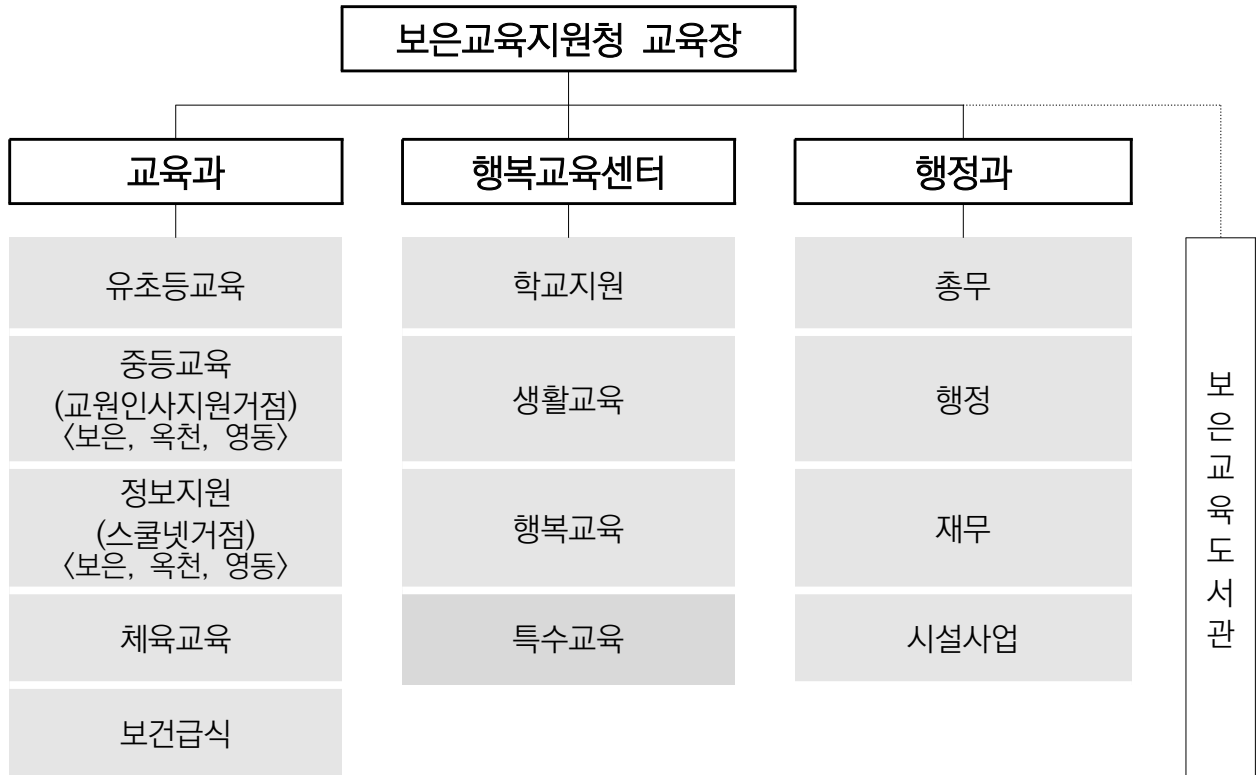 보은교육지원청 교육장
교육과
행복교육센터
행정과
유초등교육
학교지원
총무
중등교육
(교원인사지원거점)
〈보은, 옥천, 영동〉
생활교육
행정
정보지원
(스쿨넷거점)
〈보은, 옥천, 영동〉
행복교육
재무
체육교육
특수교육
시설사업
보건급식
보은교육도서관